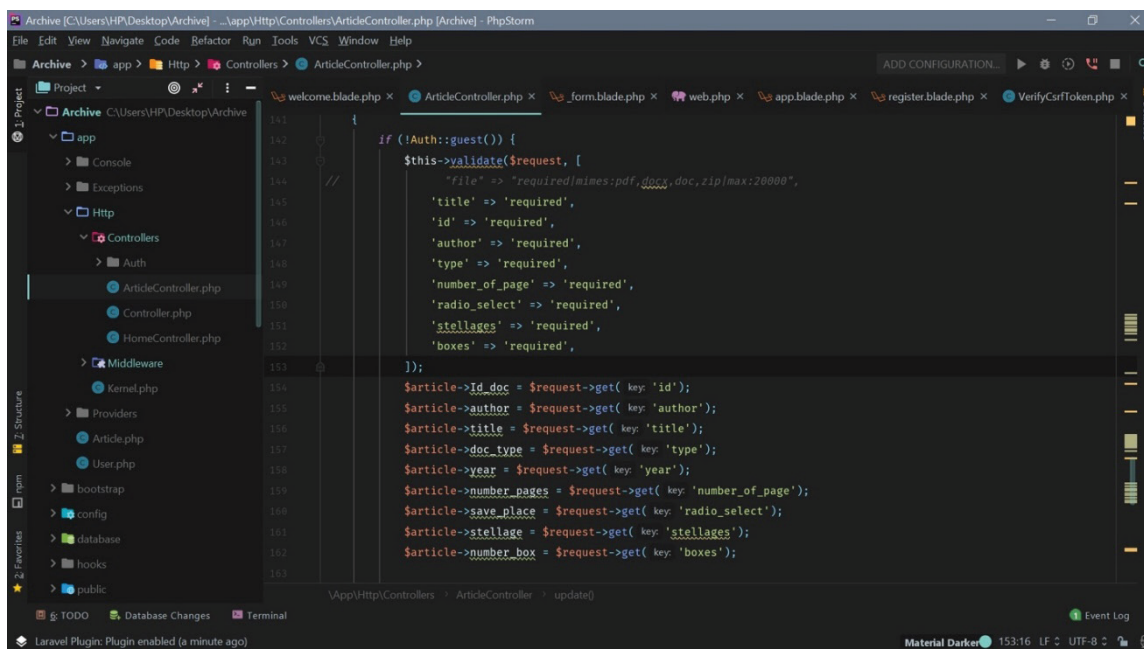 Archive [C:\Users\HP\Desktop\Archive] - ...\app\Http\Controllers\ArticleController.php [Archive] - PhpStorm
File Edit View Navigate Code Refactor Run Tools VCS Window Help
Archive > app > Http > Controllers > ArticleController.php >
ADD CONFIGURATION...
Project
1: Project
welcome.blade.php × ArticleController.php × _form.blade.php × web.php × app.blade.php × register.blade.php × VerifyCsrfToken.php ×
Archive C:\Users\HP\Desktop\Archive
app
Console
Exceptions
Http
Controllers
Auth
ArticleController.php
Controller.php
HomeController.php
Middleware
Kernel.php
Providers
Article.php
User.php
bootstrap
config
database
hooks
public
Z: Structure
npm
2: Favorites
141 {
142 if (!Auth::guest()) {
143 $this->validate($request, [
144 // "file" => "required|mimes:pdf,docx,doc,zip|max:20000",
145 'title' => 'required',
146 'id' => 'required',
147 'author' => 'required',
148 'type' => 'required',
149 'number_of_page' => 'required',
150 'radio_select' => 'required',
151 'stellages' => 'required',
152 'boxes' => 'required',
153 ]);
154 $article->Id_doc = $request->get( key: 'id');
155 $article->author = $request->get( key: 'author');
156 $article->title = $request->get( key: 'title');
157 $article->doc_type = $request->get( key: 'type');
158 $article->year = $request->get( key: 'year');
159 $article->number_pages = $request->get( key: 'number_of_page');
160 $article->save_place = $request->get( key: 'radio_select');
161 $article->stellage = $request->get( key: 'stellages');
162 $article->number_box = $request->get( key: 'boxes');
163
\App\Http\Controllers > ArticleController > update()
6: TODO Database Changes Terminal
1 Event Log
Laravel Plugin: Plugin enabled (a minute ago)
Material Darker 153:16 LF UTF-8